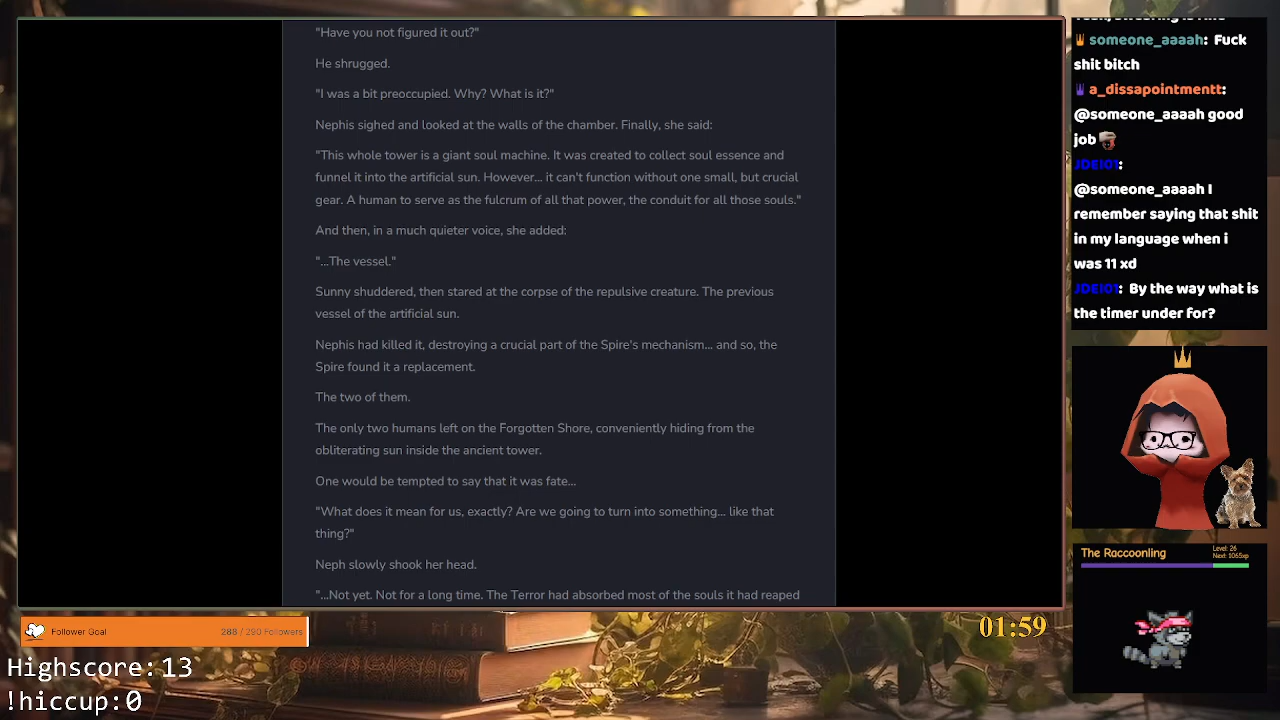 "Have you not figured it out?"
He shrugged.
"I was a bit preoccupied. Why? What is it?"
Nephis sighed and looked at the walls of the chamber. Finally, she said:
"This whole tower is a giant soul machine. It was created to collect soul essence and
funnel it into the artificial sun. However... it can't function without one small, but crucial
gear. A human to serve as the fulcrum of all that power, the conduit for all those souls."
And then, in a much quieter voice, she added:
"...The vessel."
Sunny shuddered, then stared at the corpse of the repulsive creature. The previous
vessel of the artificial sun.
Nephis had killed it, destroying a crucial part of the Spire's mechanism... and so, the
Spire found it a replacement.
The two of them.
The only two humans left on the Forgotten Shore, conveniently hiding from the
obliterating sun inside the ancient tower.
One would be tempted to say that it was fate...
"What does it mean for us, exactly? Are we going to turn into something... like that
thing?"
Neph slowly shook her head.
"...Not yet. Not for a long time. The Terror had absorbed most of the souls it had reaped
someone_aaaah: Fuck
shit bitch
a_dissapointmentt:
@someone_aaaah good
job
JDEI01:
@someone_aaaah I
remember saying that shit
in my language when i
was 11 xd
JDEI01: By the way what is
the timer under for?
The Raccoonling
Level: 26
Next: 1065xp
Follower Goal
288 / 290 Followers
01:59
Highscore:13
!hiccup:0